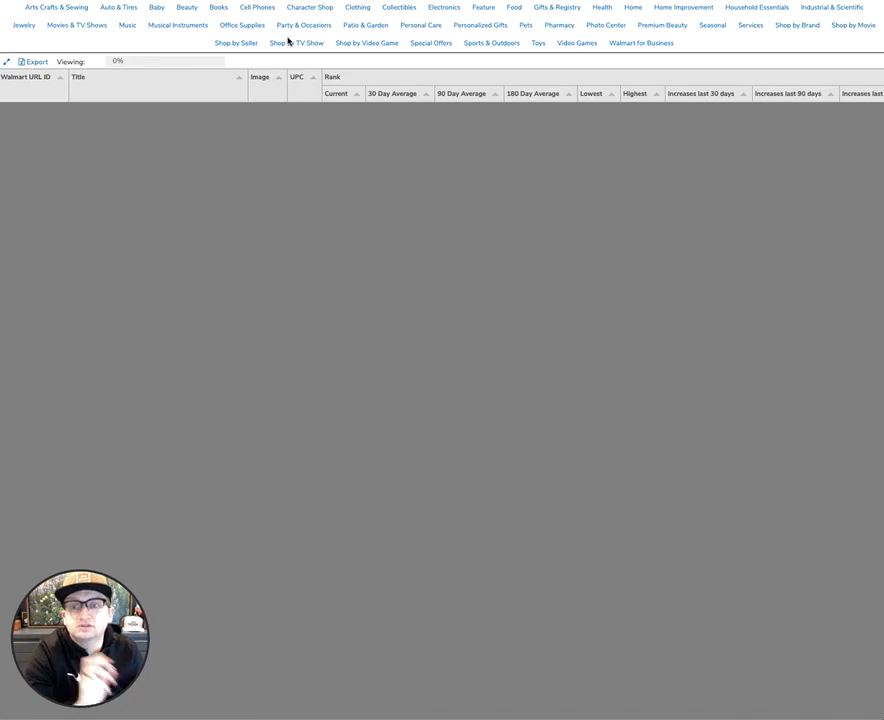 Arts Crafts & Sewing Auto & Tires Baby Beauty Books Cell Phones Character Shop Clothing Collectibles Electronics Feature Food Gifts & Registry Health Home Home Improvement Household Essentials Industrial & Scientific
Jewelry Movies & TV Shows Music Musical Instruments Office Supplies Party & Occasions Patio & Garden Personal Care Personalized Gifts Pets Pharmacy Photo Center Premium Beauty Seasonal Services Shop by Brand Shop by Movie
Shop by Seller Shop by TV Show Shop by Video Game Special Offers Sports & Outdoors Toys Video Games Walmart for Business
Export Viewing: 0%
Walmart URL ID Title Image UPC Rank
Current 30 Day Average 90 Day Average 180 Day Average Lowest Highest Increases last 30 days Increases last 90 days Increases last